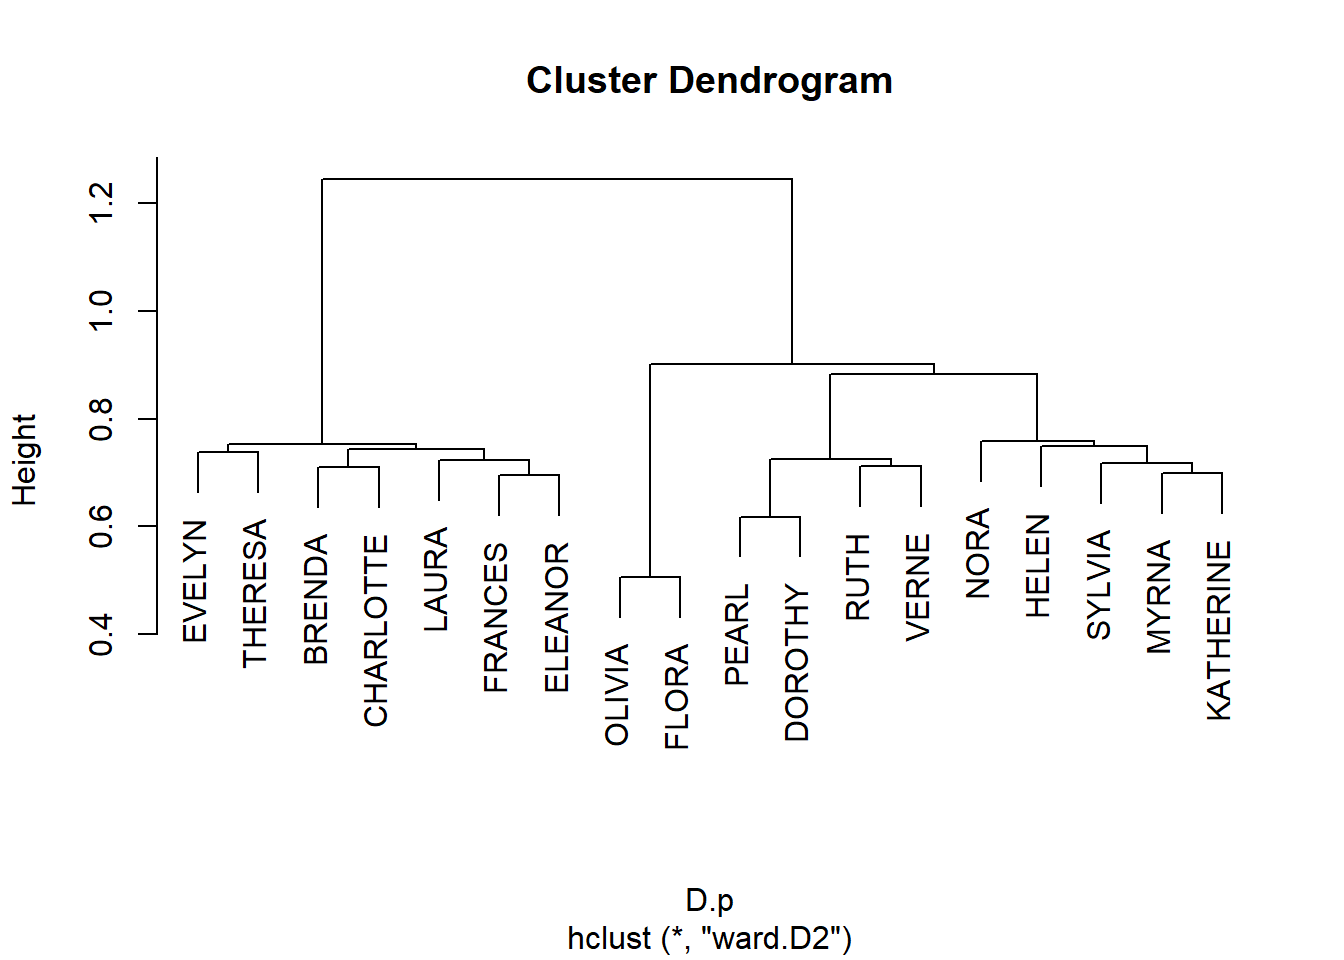 Cluster Dendrogram
Height
1.2
1.0
0.8
0.6
0.4
EVELYN
THERESA
BRENDA
CHARLOTTE
LAURA
FRANCES
ELEANOR
OLIVIA
FLORA
PEARL
DOROTHY
RUTH
VERNE
NORA
HELEN
SYLVIA
MYRNA
KATHERINE
D.p
hclust (*, "ward.D2")